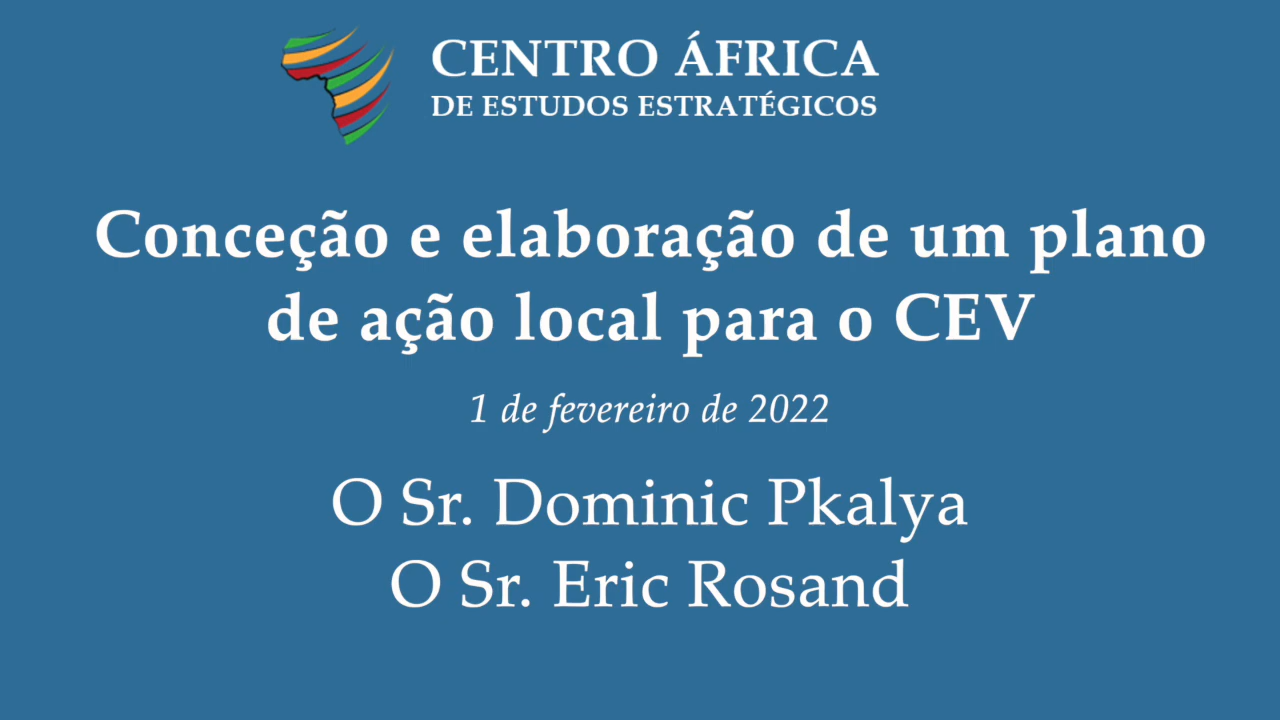 CENTRO ÁFRICA
DE ESTUDOS ESTRATÉGICOS
Conceção e elaboração de um plano
de ação local para o CEV
1 de fevereiro de 2022
O Sr. Dominic Pkalya
O Sr. Eric Rosand